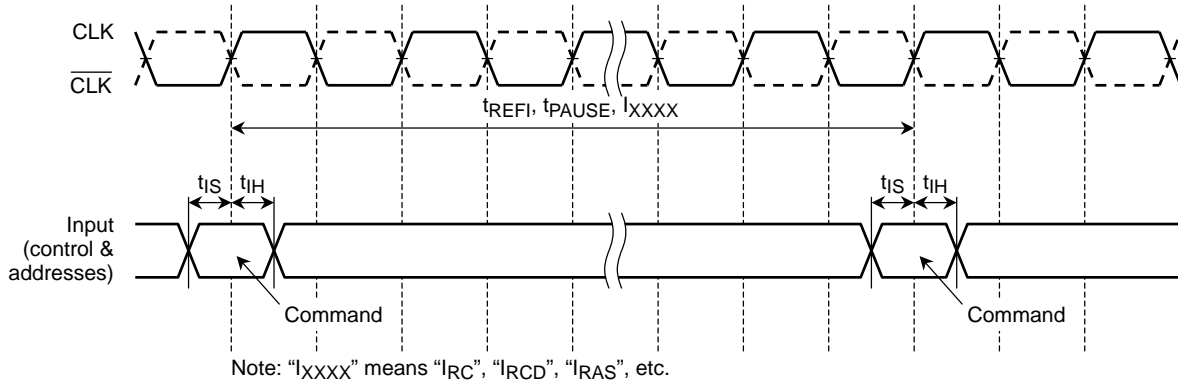 CLK
CLK
tREFI, tPAUSE, IXXXX
tIS tIH tIS tIH
Input
(control &
addresses)
Command Command
Note: “IXXXX” means “IRC”, “IRCD”, “IRAS”, etc.